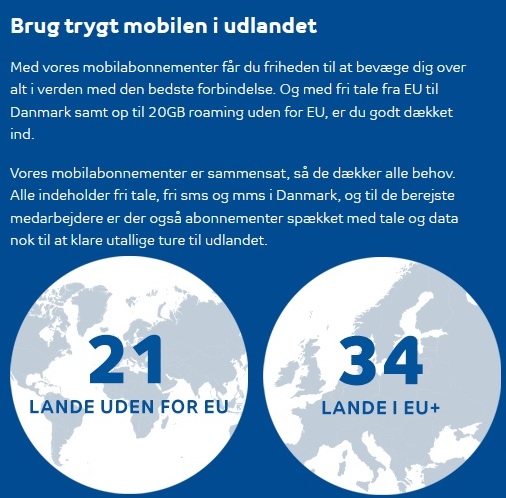 Brug trygt mobilen i udlandet
Med vores mobilabonnementer får du friheden til at bevæge dig over
alt i verden med den bedste forbindelse. Og med fri tale fra EU til
Danmark samt op til 20GB roaming uden for EU, er du godt dækket
ind.
Vores mobilabonnementer er sammensat, så de dækker alle behov.
Alle indeholder fri tale, fri sms og mms i Danmark, og til de berejste
medarbejdere er der også abonnementer spækket med tale og data
nok til at klare utallige ture til udlandet.
21
LANDE UDEN FOR EU
34
LANDE I EU+